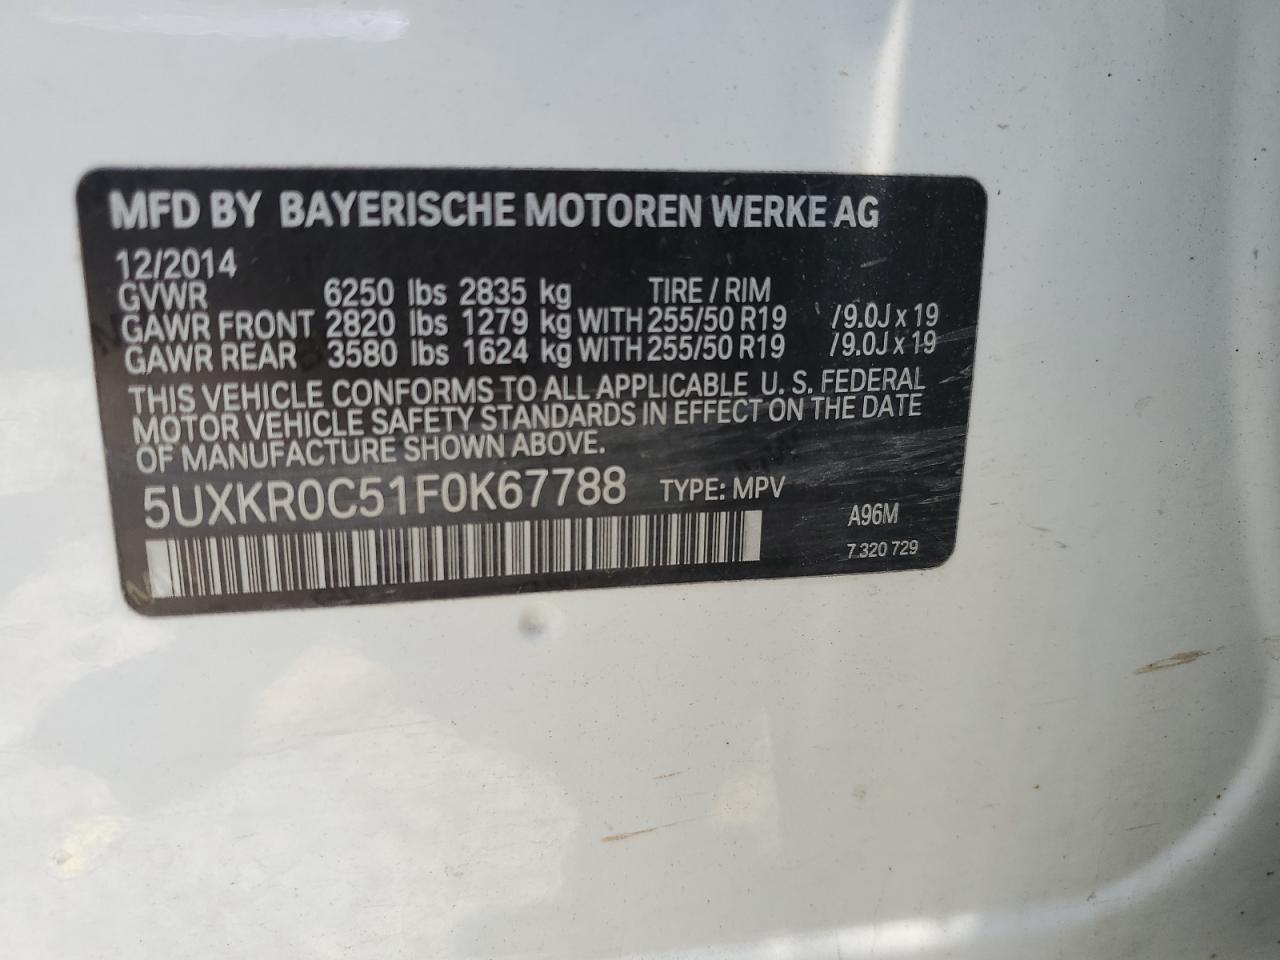 MFD BY BAYERISCHE MOTOREN WERKE AG
12/2014
GVWR 6250 lbs 2835 kg TIRE / RIM
GAWR FRONT 2820 lbs 1279 kg WITH 255/50 R19 /9.0J x 19
GAWR REAR 3580 lbs 1624 kg WITH 255/50 R19 /9.0J x 19
THIS VEHICLE CONFORMS TO ALL APPLICABLE U. S. FEDERAL
MOTOR VEHICLE SAFETY STANDARDS IN EFFECT ON THE DATE
OF MANUFACTURE SHOWN ABOVE.
5UXKR0C51F0K67788 TYPE: MPV
A96M
7 320 729